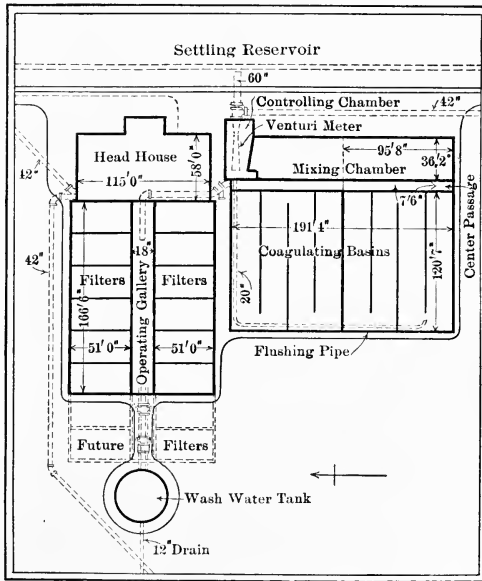 Settling Reservoir
60"
Controlling Chamber
42"
Venturi Meter
Head House
58'0"
95'8"
36'2"
Mixing Chamber
42"
115'0"
7'6"
Center Passage
18"
191'4"
Coagulating Basins
120'7"
42"
Filters
Operating Gallery
Filters
20"
166'6"
51'0"
51'0"
Flushing Pipe
Future
Filters
Wash Water Tank
12" Drain